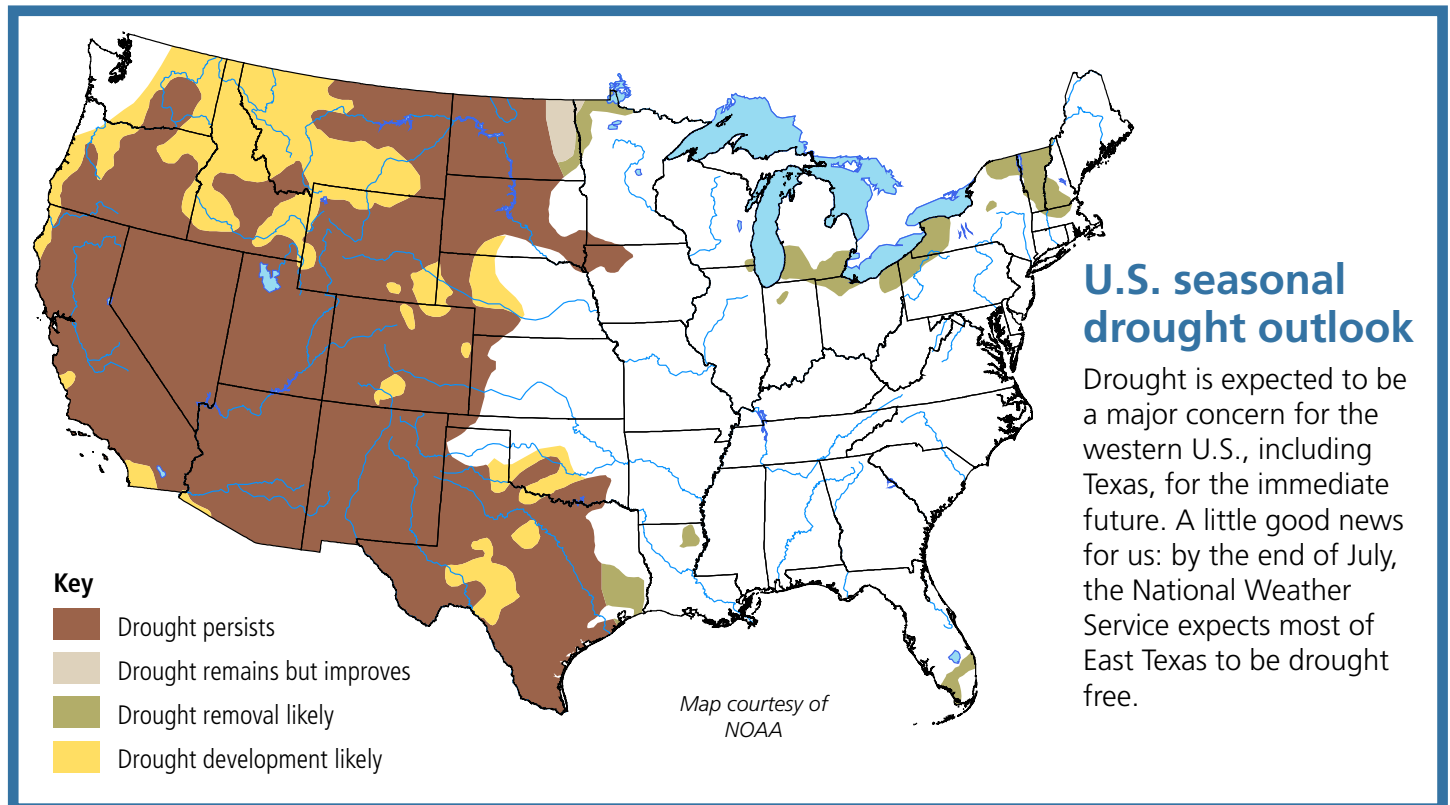 U.S. seasonal
drought outlook
Drought is expected to be
a major concern for the
western U.S., including
Texas, for the immediate
future. A little good news
for us: by the end of July,
the National Weather
Service expects most of
East Texas to be drought
free.
Key
Drought persists
Drought remains but improves
Drought removal likely
Drought development likely
Map courtesy of
NOAA